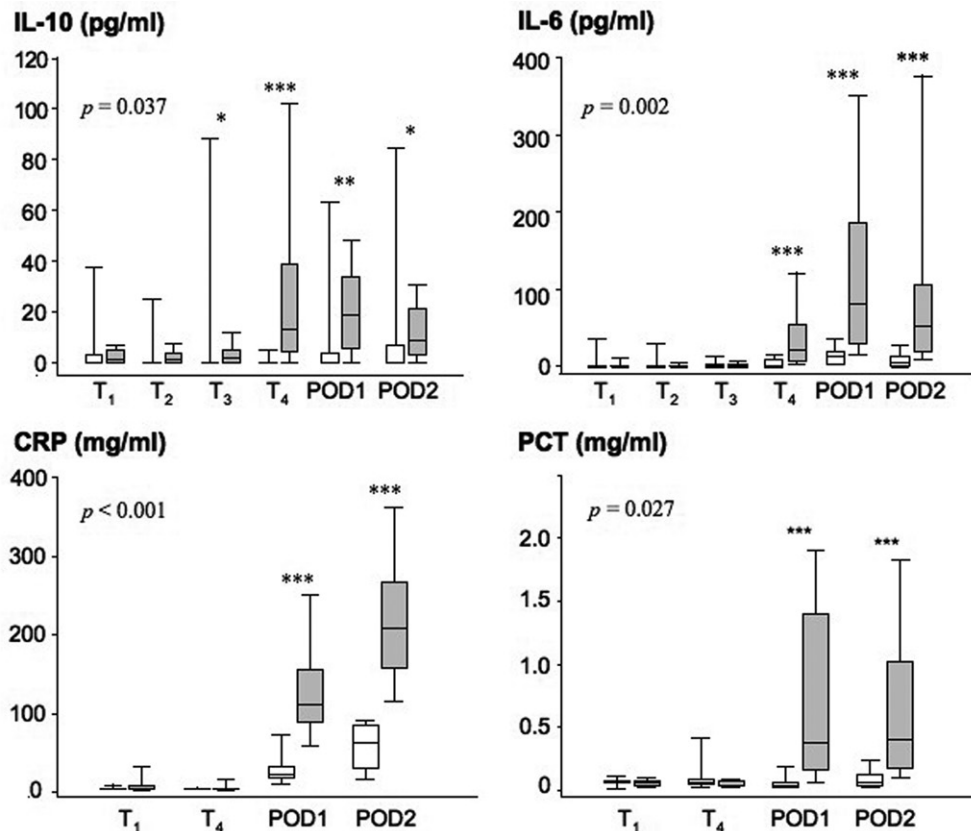 IL-10 (pg/ml)
120
100
80
60
40
20
0
p = 0.037
*
***
**
*
T1 T2 T3 T4 POD1 POD2
IL-6 (pg/ml)
400
300
200
100
0
p = 0.002
***
***
***
T1 T2 T3 T4 POD1 POD2
CRP (mg/ml)
400
300
200
100
.0
p < 0.001
***
***
T1 T4 POD1 POD2
PCT (mg/ml)
2.0
1.5
1.0
0.5
.0
p = 0.027
***
***
T1 T4 POD1 POD2